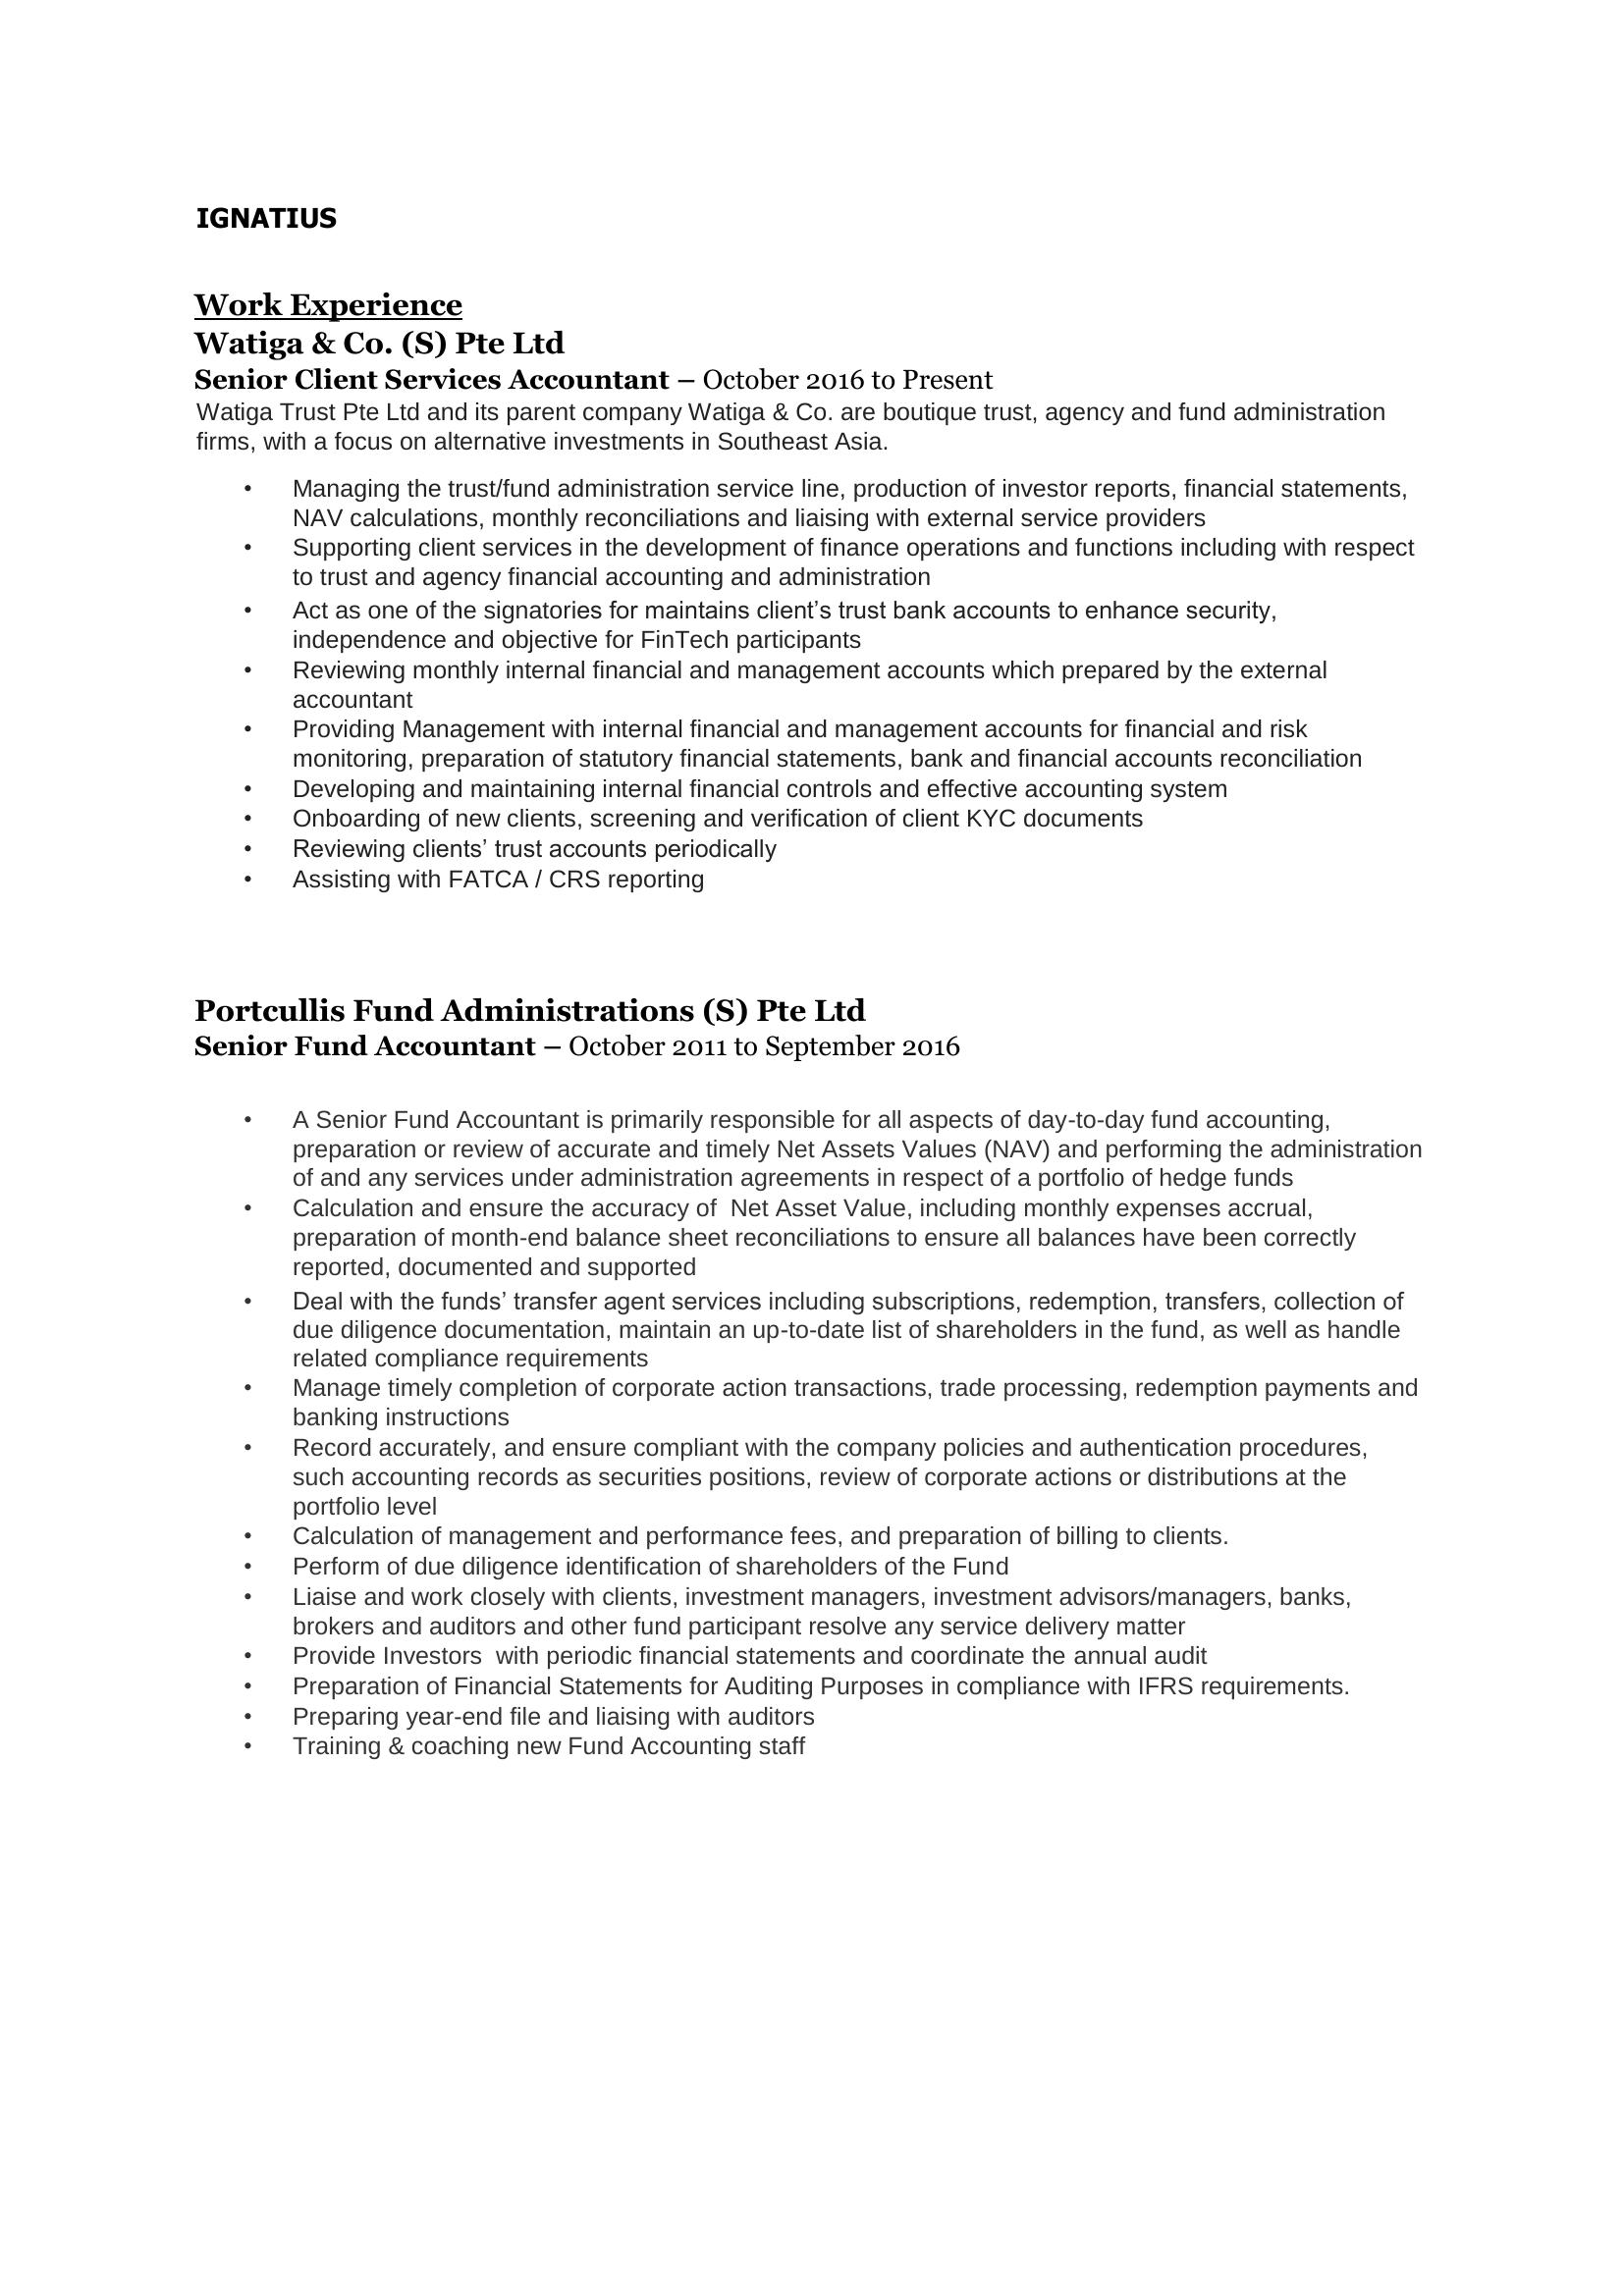 IGNATIUS
Work Experience
Watiga & Co. (S) Pte Ltd
Senior Client Services Accountant – October 2016 to Present
Watiga Trust Pte Ltd and its parent company Watiga & Co. are boutique trust, agency and fund administration
firms, with a focus on alternative investments in Southeast Asia.
• Managing the trust/fund administration service line, production of investor reports, financial statements,
NAV calculations, monthly reconciliations and liaising with external service providers
• Supporting client services in the development of finance operations and functions including with respect
to trust and agency financial accounting and administration
• Act as one of the signatories for maintains client’s trust bank accounts to enhance security,
independence and objective for FinTech participants
• Reviewing monthly internal financial and management accounts which prepared by the external
accountant
• Providing Management with internal financial and management accounts for financial and risk
monitoring, preparation of statutory financial statements, bank and financial accounts reconciliation
• Developing and maintaining internal financial controls and effective accounting system
• Onboarding of new clients, screening and verification of client KYC documents
• Reviewing clients’ trust accounts periodically
• Assisting with FATCA / CRS reporting
Portcullis Fund Administrations (S) Pte Ltd
Senior Fund Accountant – October 2011 to September 2016
• A Senior Fund Accountant is primarily responsible for all aspects of day-to-day fund accounting,
preparation or review of accurate and timely Net Assets Values (NAV) and performing the administration
of and any services under administration agreements in respect of a portfolio of hedge funds
• Calculation and ensure the accuracy of  Net Asset Value, including monthly expenses accrual,
preparation of month-end balance sheet reconciliations to ensure all balances have been correctly
reported, documented and supported
• Deal with the funds’ transfer agent services including subscriptions, redemption, transfers, collection of
due diligence documentation, maintain an up-to-date list of shareholders in the fund, as well as handle
related compliance requirements
• Manage timely completion of corporate action transactions, trade processing, redemption payments and
banking instructions
• Record accurately, and ensure compliant with the company policies and authentication procedures,
such accounting records as securities positions, review of corporate actions or distributions at the
portfolio level
• Calculation of management and performance fees, and preparation of billing to clients.
• Perform of due diligence identification of shareholders of the Fund
• Liaise and work closely with clients, investment managers, investment advisors/managers, banks,
brokers and auditors and other fund participant resolve any service delivery matter
• Provide Investors  with periodic financial statements and coordinate the annual audit
• Preparation of Financial Statements for Auditing Purposes in compliance with IFRS requirements.
• Preparing year-end file and liaising with auditors
• Training & coaching new Fund Accounting staff